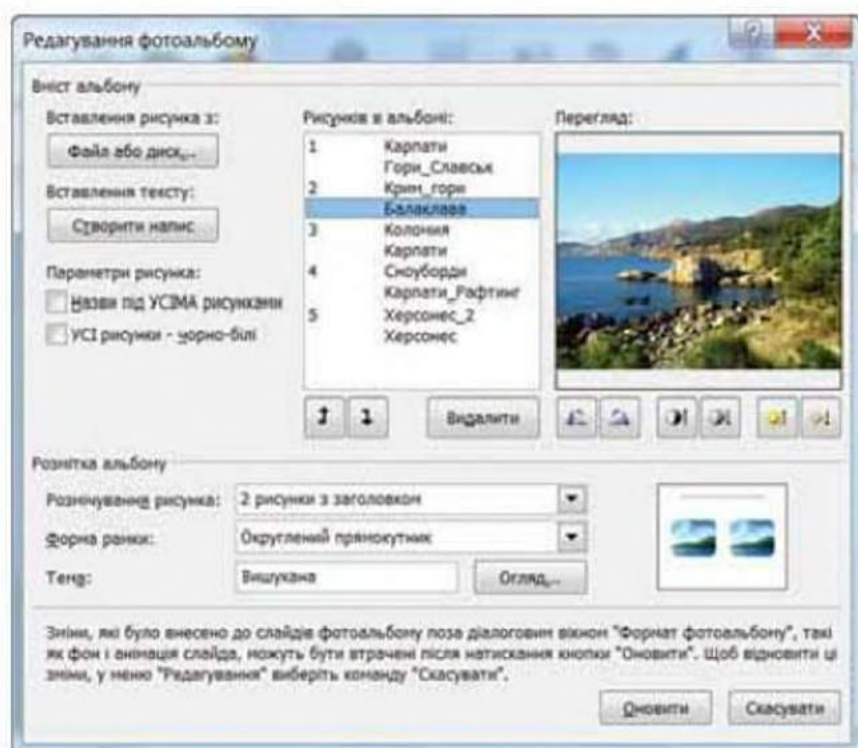 Редагування фотоальбому
Вміст альбому
Вставлення рисунка з:
Файл або диск...
Вставлення тексту:
Створити напис
Параметри рисунка:
Назви під УСІМА рисунками
УСІ рисунки - чорно-білі
Рисунків в альбомі:
1 Карпати
Гори_Славськ
2 Крим_гори
Балаклава
3 Колония
Карпати
4 Сноуборди
Карпати_Рафтинг
5 Херсонес_2
Херсонес
Видалити
Перегляд:
Розмітка альбому
Розмічування рисунка: 2 рисунки з заголовком
Форма рамки: Округлений прямокутник
Тема: Вишукана Огляд...
Зміни, які було внесено до слайдів фотоальбому поза діалоговим вікном "Формат фотоальбому", такі
як фон і анімація слайда, можуть бути втрачені після натискання кнопки "Оновити". Щоб відновити ці
зміни, у меню "Редагування" виберіть команду "Скасувати".
Оновити Скасувати